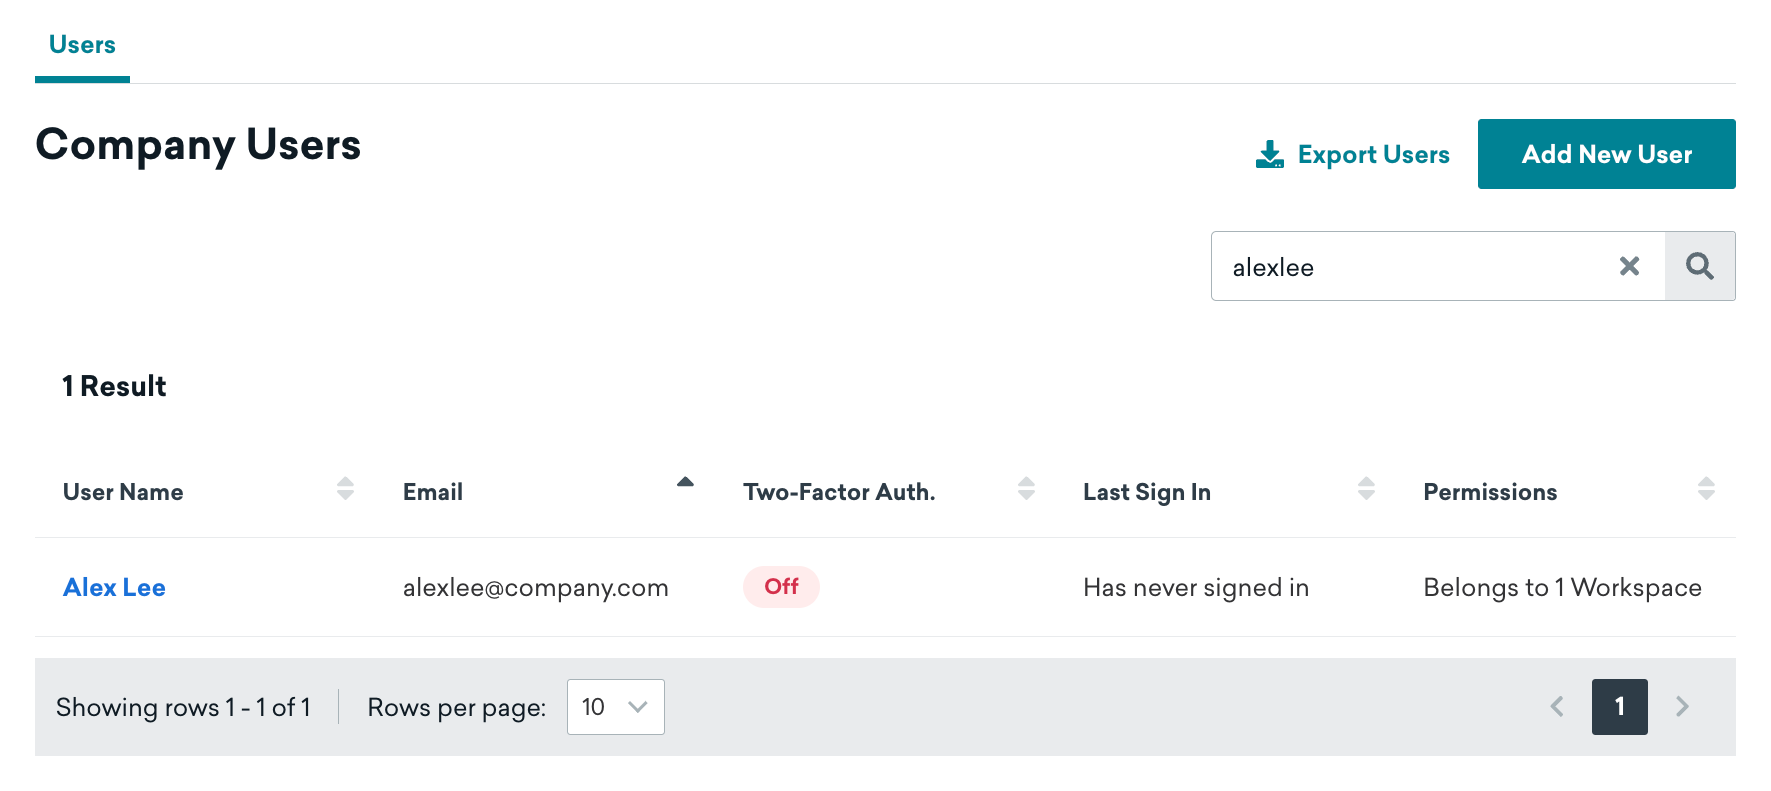 Users
Company Users
Export Users
Add New User
alexlee
1 Result
User Name Email Two-Factor Auth. Last Sign In Permissions
Alex Lee alexlee@company.com Off Has never signed in Belongs to 1 Workspace
Showing rows 1 - 1 of 1 Rows per page: 10 1